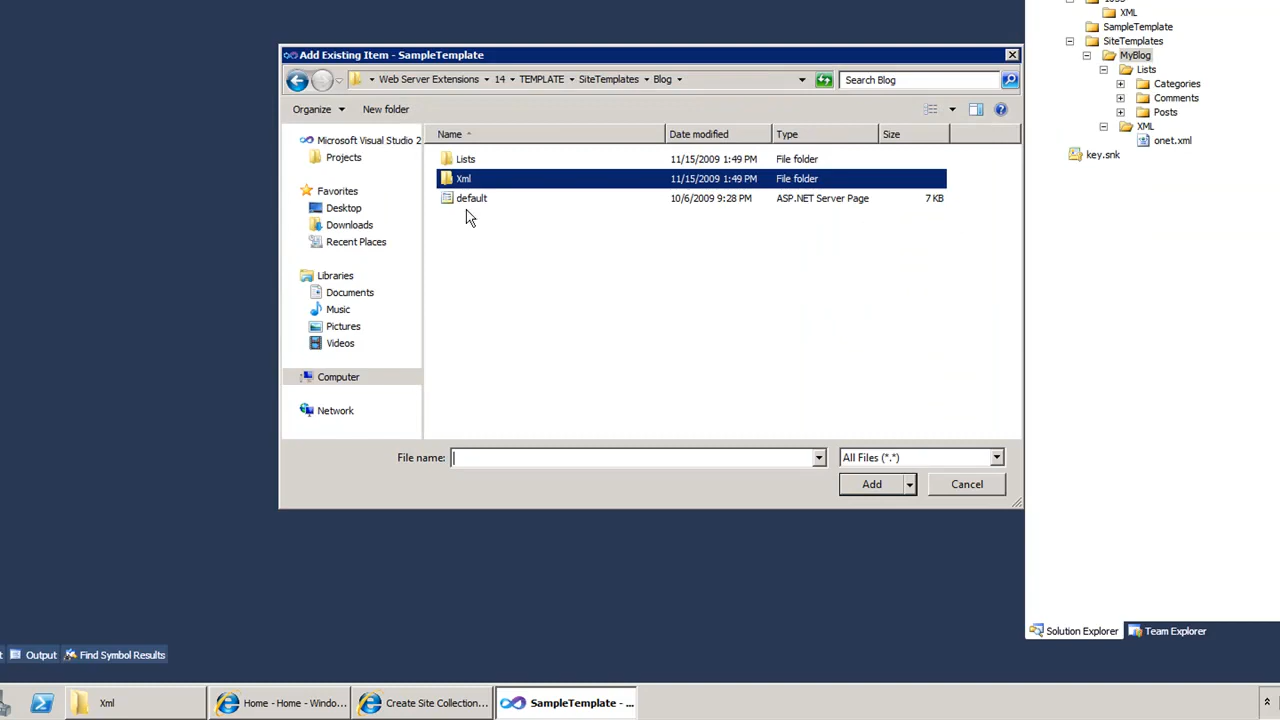 XML
SampleTemplate
SiteTemplates
MyBlog
Lists
Categories
Comments
Posts
XML
onet.xml
key.snk
Add Existing Item - SampleTemplate
Web Server Extensions 14 TEMPLATE SiteTemplates Blog
Search Blog
Organize New folder
Microsoft Visual Studio 2
Projects
Favorites
Desktop
Downloads
Recent Places
Libraries
Documents
Music
Pictures
Videos
Computer
Network
Name Date modified Type Size
Lists 11/15/2009 1:49 PM File folder
Xml 11/15/2009 1:49 PM File folder
default 10/6/2009 9:28 PM ASP.NET Server Page 7 KB
File name: All Files (*.*)
Add Cancel
Solution Explorer Team Explorer
Output Find Symbol Results
Xml Home - Home - Windo... Create Site Collection... SampleTemplate - ...